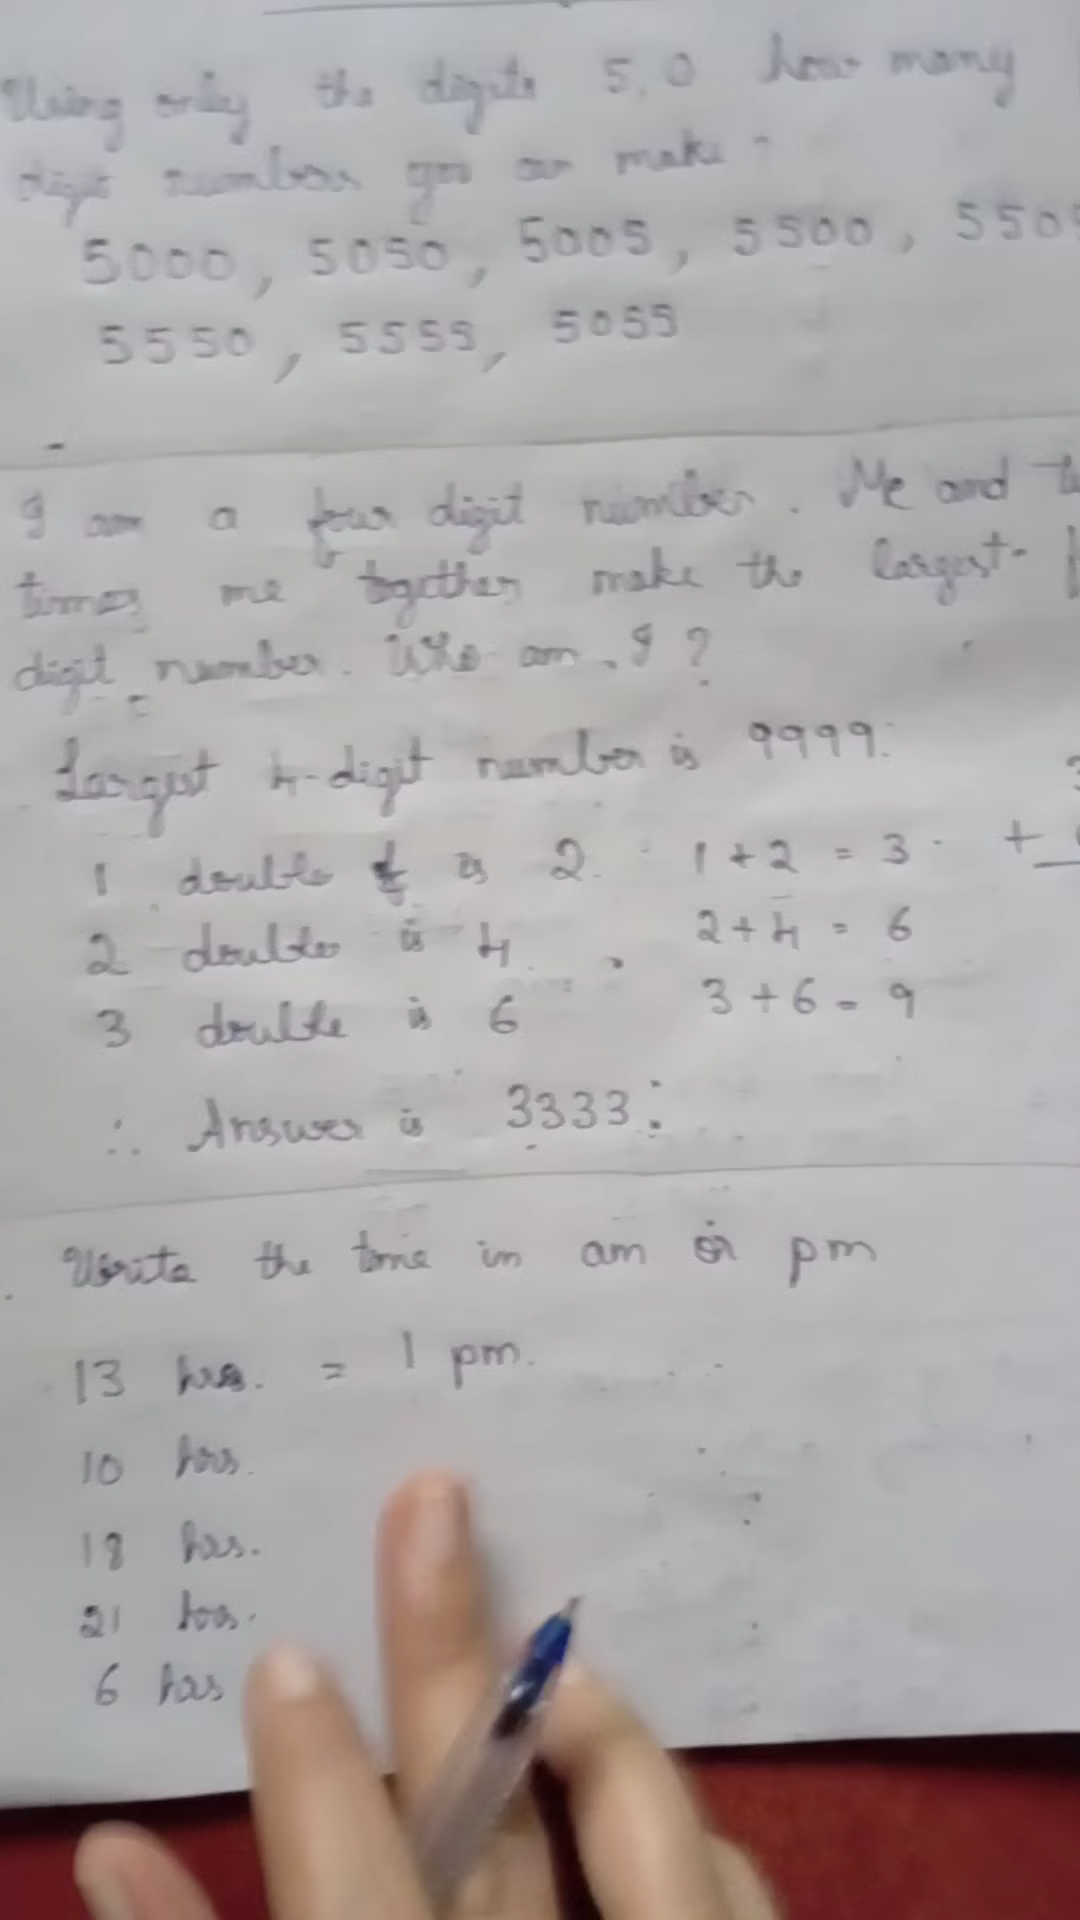 Using only the digits 5, 0 how many
digit numbers you can make -
5000, 5050, 5005, 5500, 5505
5550, 5555, 5055
I am a four digit number. Me and
times me together make the largest
digit number. Who am I?
Largest 4-digit number is 9999.
1 double is 2. 1 + 2 = 3. +
2 double is 4. 2 + 4 = 6
3 double is 6 3 + 6 = 9
∴ Answer is 3333.
Write the time in am or pm
13 hrs. = 1 pm.
10 hrs.
18 hrs.
21 hrs.
6 hrs